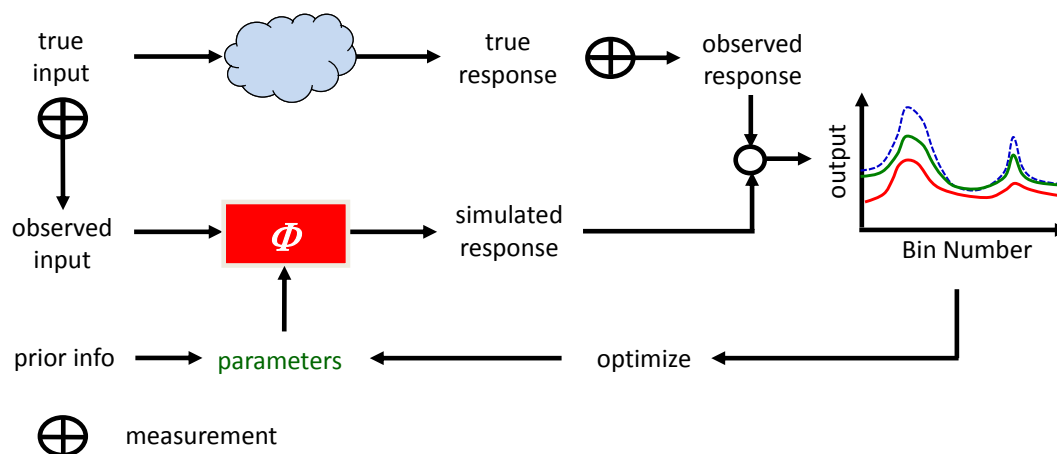 true
input
true
response
observed
response
output
Bin Number
observed
input
Φ
simulated
response
prior info
parameters
optimize
measurement